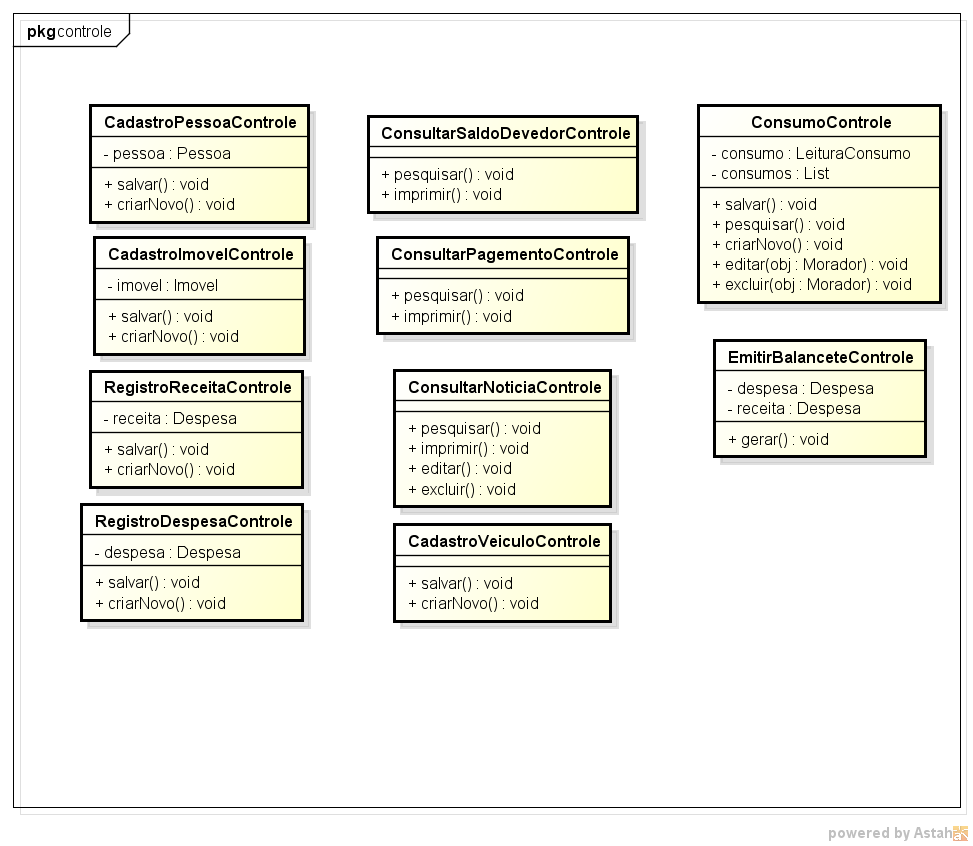 pkg controle
CadastroPessoaControle
- pessoa : Pessoa
+ salvar() : void
+ criarNovo() : void
CadastroImovelControle
- imovel : Imovel
+ salvar() : void
+ criarNovo() : void
RegistroReceitaControle
- receita : Despesa
+ salvar() : void
+ criarNovo() : void
RegistroDespesaControle
- despesa : Despesa
+ salvar() : void
+ criarNovo() : void
ConsultarSaldoDevedorControle
+ pesquisar() : void
+ imprimir() : void
ConsultarPagementoControle
+ pesquisar() : void
+ imprimir() : void
ConsultarNoticiaControle
+ pesquisar() : void
+ imprimir() : void
+ editar() : void
+ excluir() : void
CadastroVeiculoControle
+ salvar() : void
+ criarNovo() : void
ConsumoControle
- consumo : LeituraConsumo
- consumos : List
+ salvar() : void
+ pesquisar() : void
+ criarNovo() : void
+ editar(obj : Morador) : void
+ excluir(obj : Morador) : void
EmitirBalanceteControle
- despesa : Despesa
- receita : Despesa
+ gerar() : void
powered by Astah